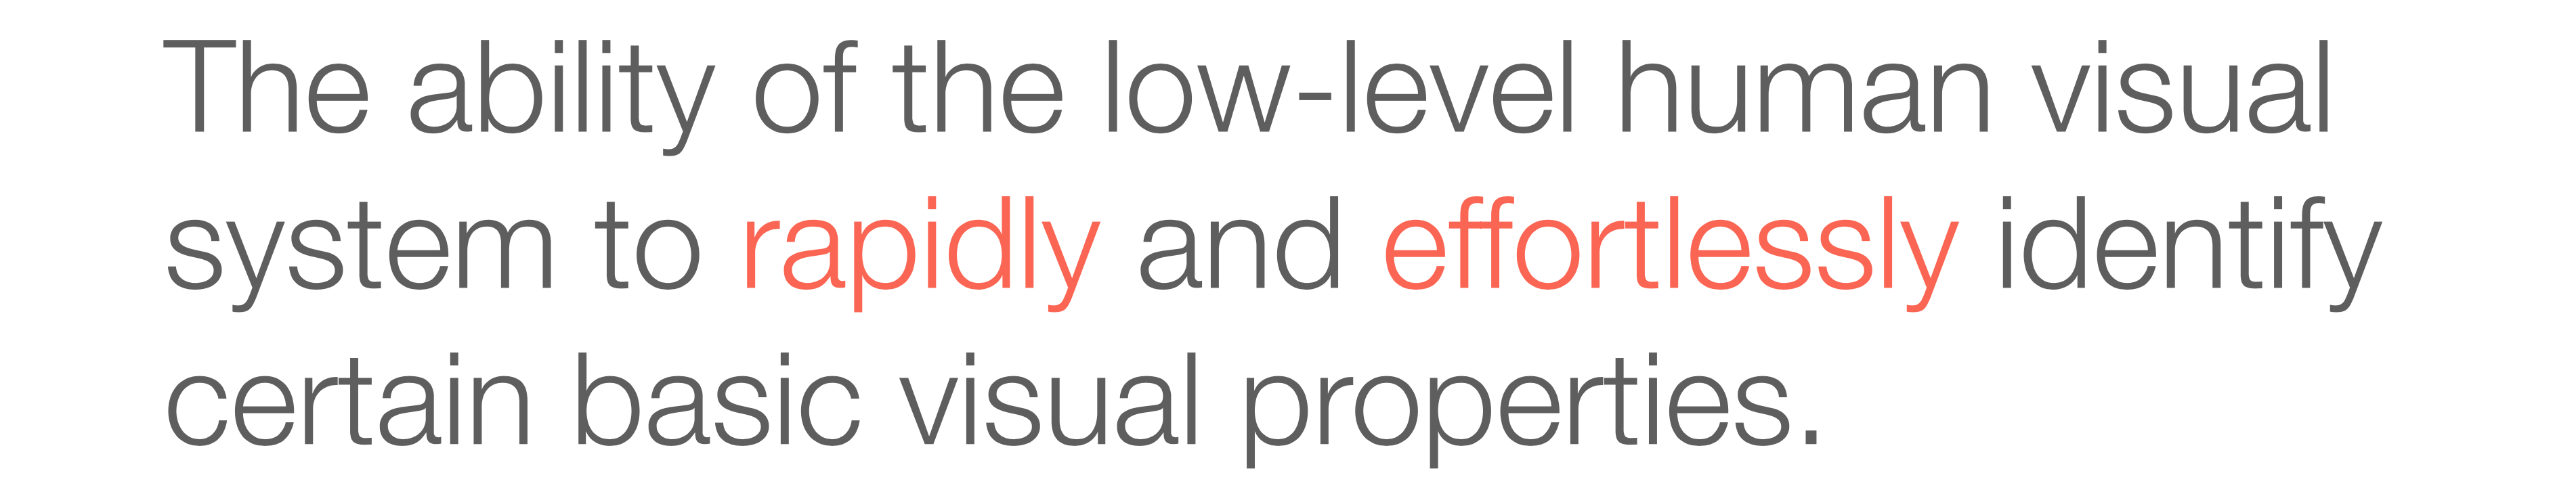 The ability of the low-level human visual
system to rapidly and effortlessly identify
certain basic visual properties.